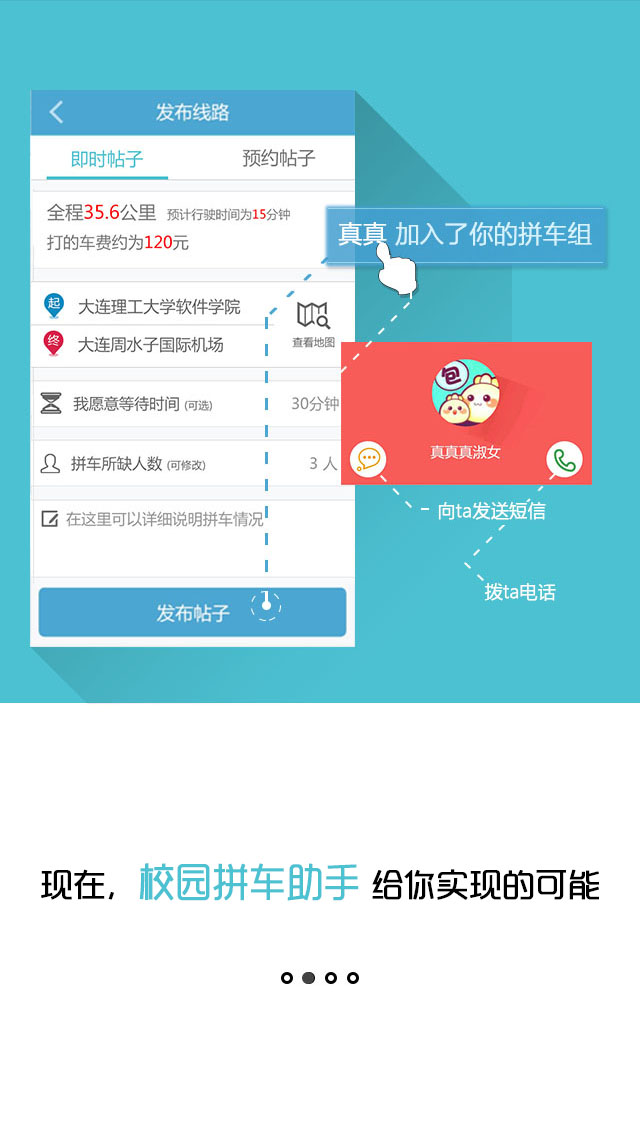 发布线路
即时帖子 预约帖子
全程35.6公里 预计行驶时间为15分钟
打的车费约为120元
真真 加入了你的拼车组
起 大连理工大学软件学院
终 大连周水子国际机场
查看地图
我愿意等待时间 (可选) 30分钟
拼车所缺人数 (可修改) 3 人
包
真真真淑女
在这里可以详细说明拼车情况
向ta发送短信
拨ta电话
发布帖子
现在，校园拼车助手 给你实现的可能